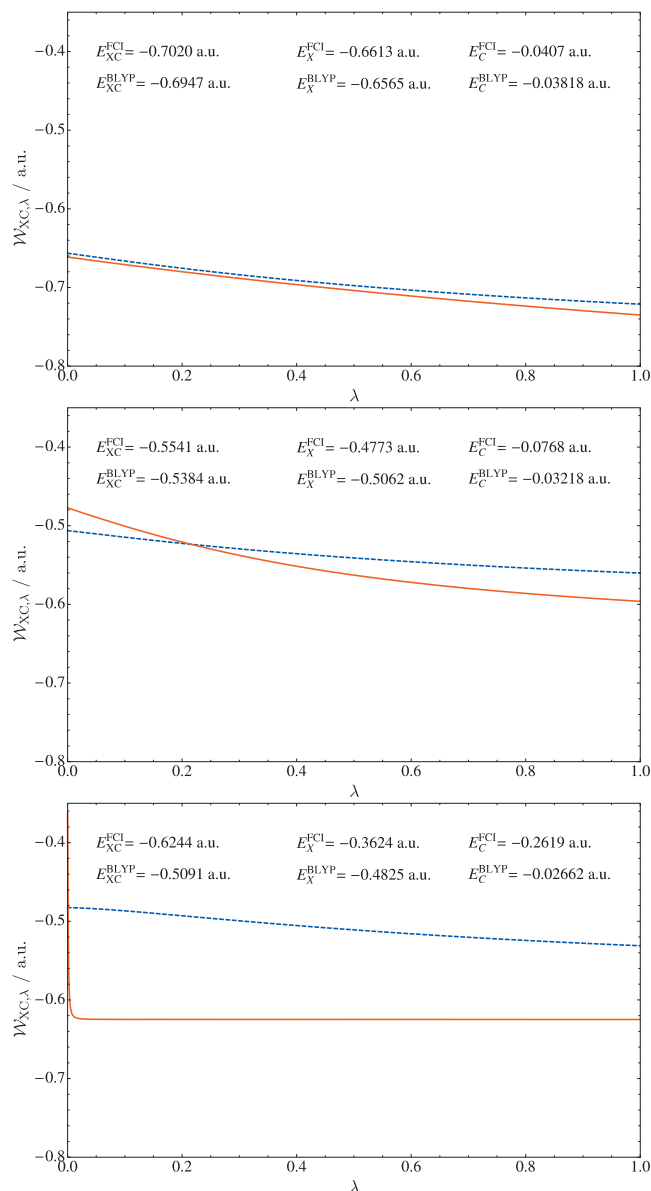 −0.4
E_XC^FCI= −0.7020 a.u. E_X^FCI= −0.6613 a.u. E_C^FCI= −0.0407 a.u.
E_XC^BLYP= −0.6947 a.u. E_X^BLYP= −0.6565 a.u. E_C^BLYP= −0.03818 a.u.
−0.5
−0.6
𝒲_XC,λ / a.u.
−0.7
−0.8
0.0 0.2 0.4 0.6 0.8 1.0
λ
−0.4
E_XC^FCI= −0.5541 a.u. E_X^FCI= −0.4773 a.u. E_C^FCI= −0.0768 a.u.
E_XC^BLYP= −0.5384 a.u. E_X^BLYP= −0.5062 a.u. E_C^BLYP= −0.03218 a.u.
−0.5
−0.6
𝒲_XC,λ / a.u.
−0.7
−0.8
0.0 0.2 0.4 0.6 0.8 1.0
λ
−0.4
E_XC^FCI= −0.6244 a.u. E_X^FCI= −0.3624 a.u. E_C^FCI= −0.2619 a.u.
E_XC^BLYP= −0.5091 a.u. E_X^BLYP= −0.4825 a.u. E_C^BLYP= −0.02662 a.u.
−0.5
−0.6
𝒲_XC,λ / a.u.
−0.7
−0.8
0.0 0.2 0.4 0.6 0.8 1.0
λ